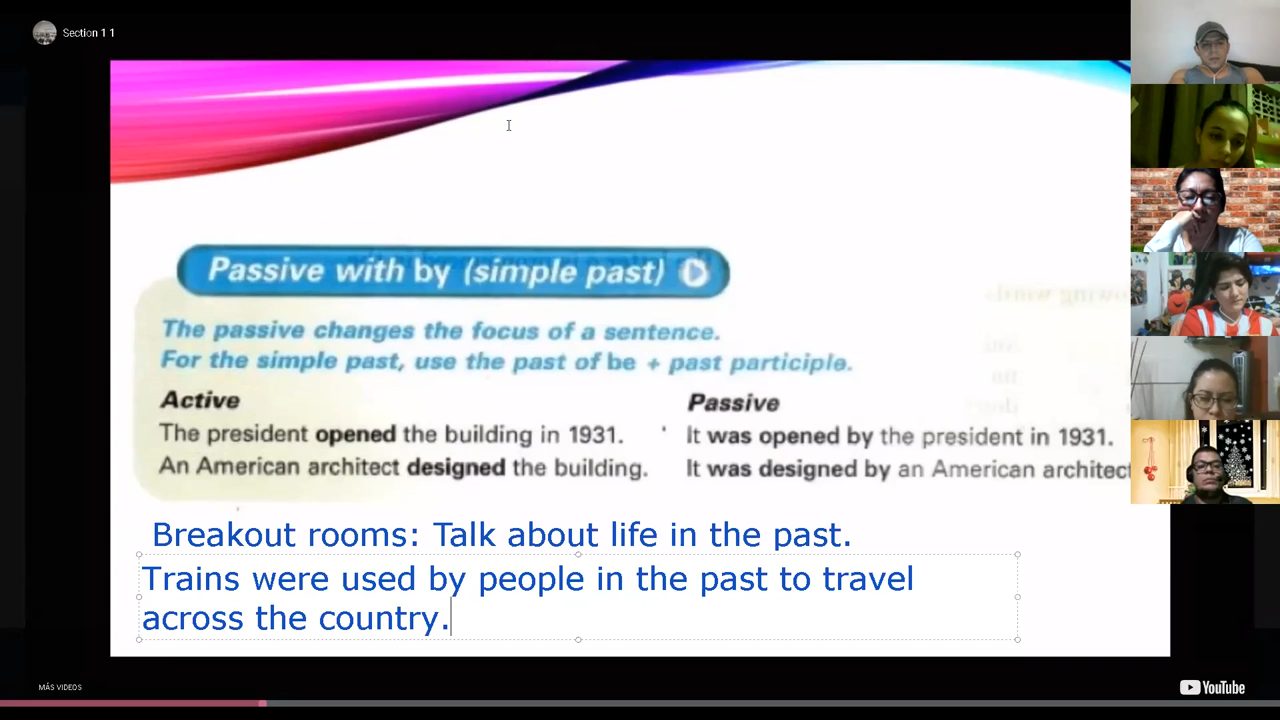 Section 1 1
Passive with by (simple past)
The passive changes the focus of a sentence.
For the simple past, use the past of be + past participle.
Active
The president opened the building in 1931.
An American architect designed the building.
Passive
It was opened by the president in 1931.
It was designed by an American architect
Breakout rooms: Talk about life in the past.
Trains were used by people in the past to travel
across the country.
MÁS VIDEOS
YouTube